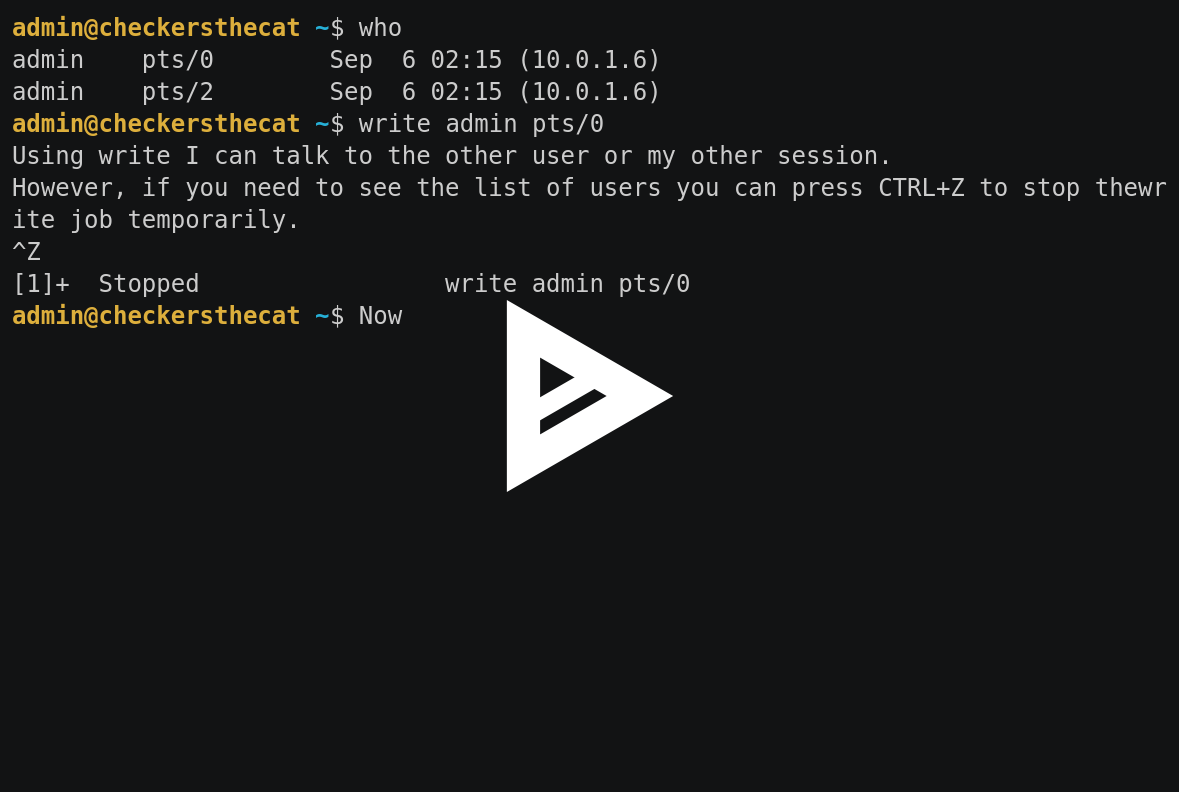 admin@checkersthecat ~$ who
admin    pts/0        Sep  6 02:15 (10.0.1.6)
admin    pts/2        Sep  6 02:15 (10.0.1.6)
admin@checkersthecat ~$ write admin pts/0
Using write I can talk to the other user or my other session.
However, if you need to see the list of users you can press CTRL+Z to stop thewr
ite job temporarily.
^Z
[1]+  Stopped                 write admin pts/0
admin@checkersthecat ~$ Now